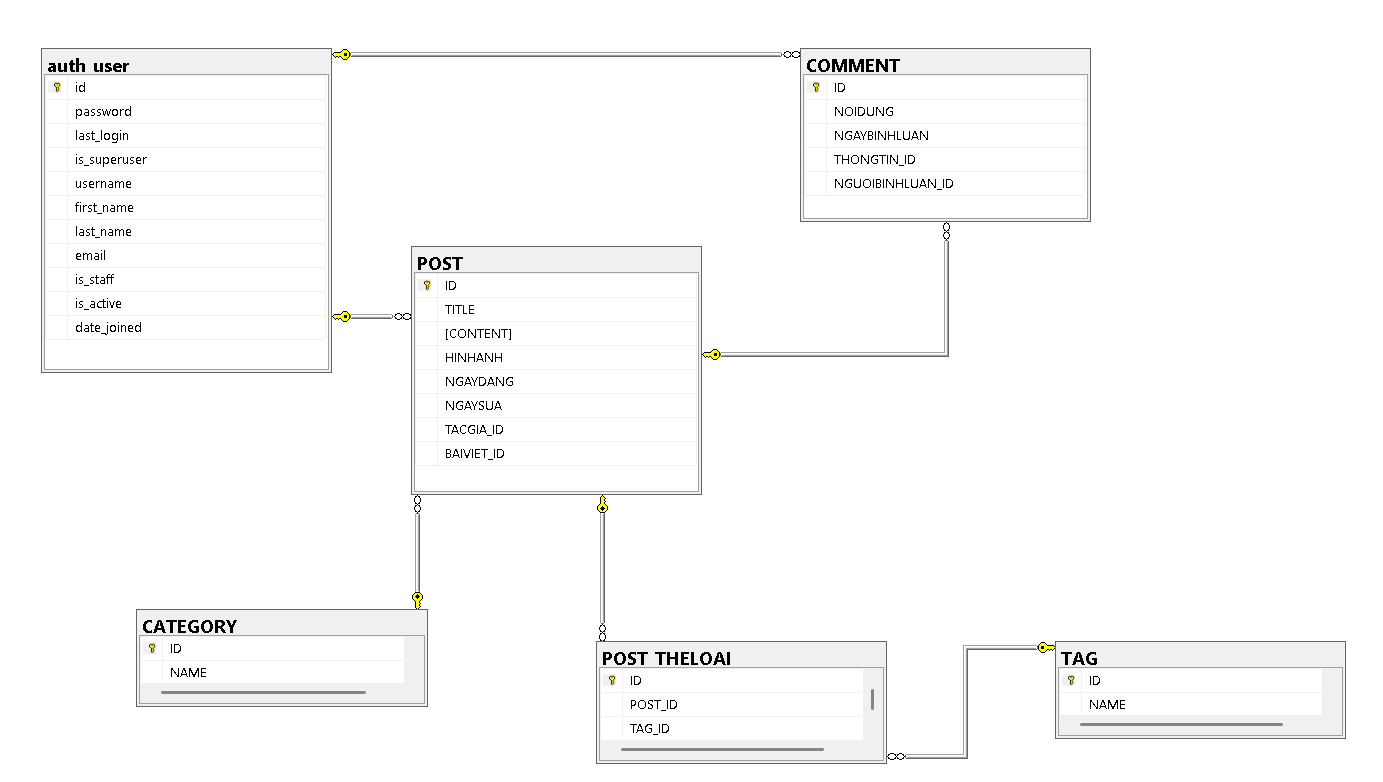 auth_user
id
password
last_login
is_superuser
username
first_name
last_name
email
is_staff
is_active
date_joined
COMMENT
ID
NOIDUNG
NGAYBINHLUAN
THONGTIN_ID
NGUOIBINHLUAN_ID
POST
ID
TITLE
[CONTENT]
HINHANH
NGAYDANG
NGAYSUA
TACGIA_ID
BAIVIET_ID
CATEGORY
ID
NAME
POST_THELOAI
ID
POST_ID
TAG_ID
TAG
ID
NAME